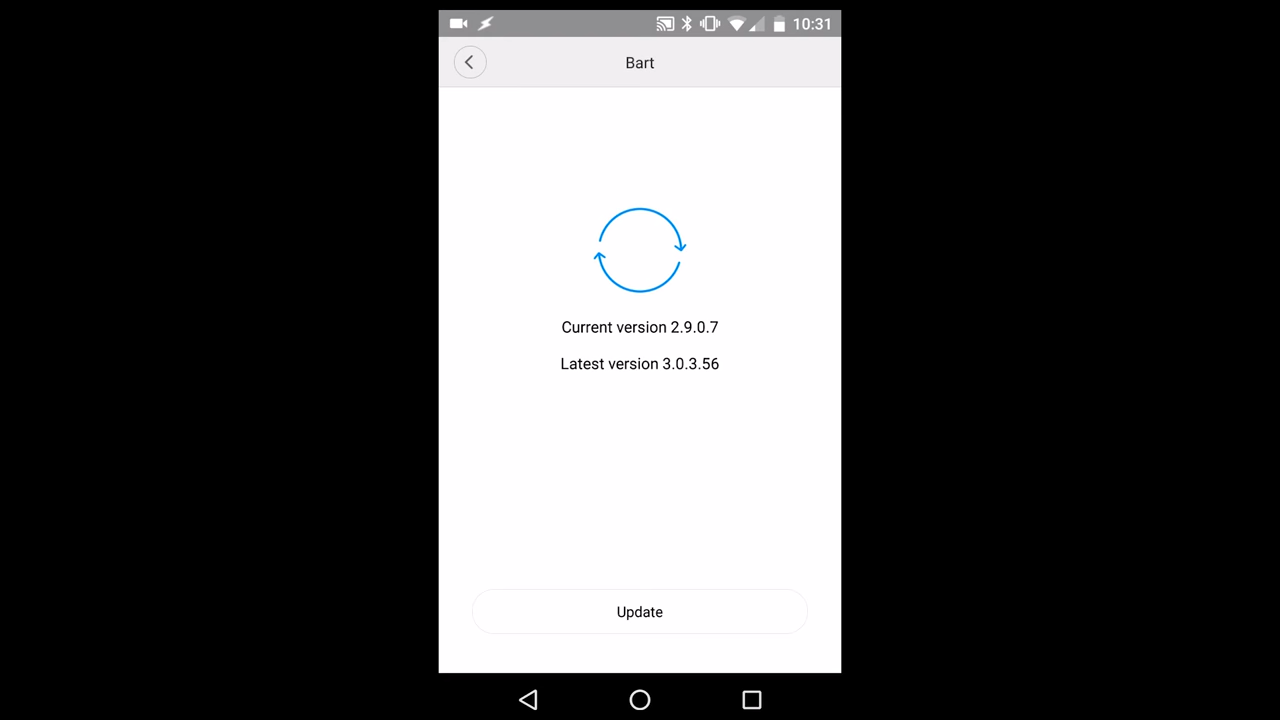 10:31
Bart
Current version 2.9.0.7
Latest version 3.0.3.56
Update